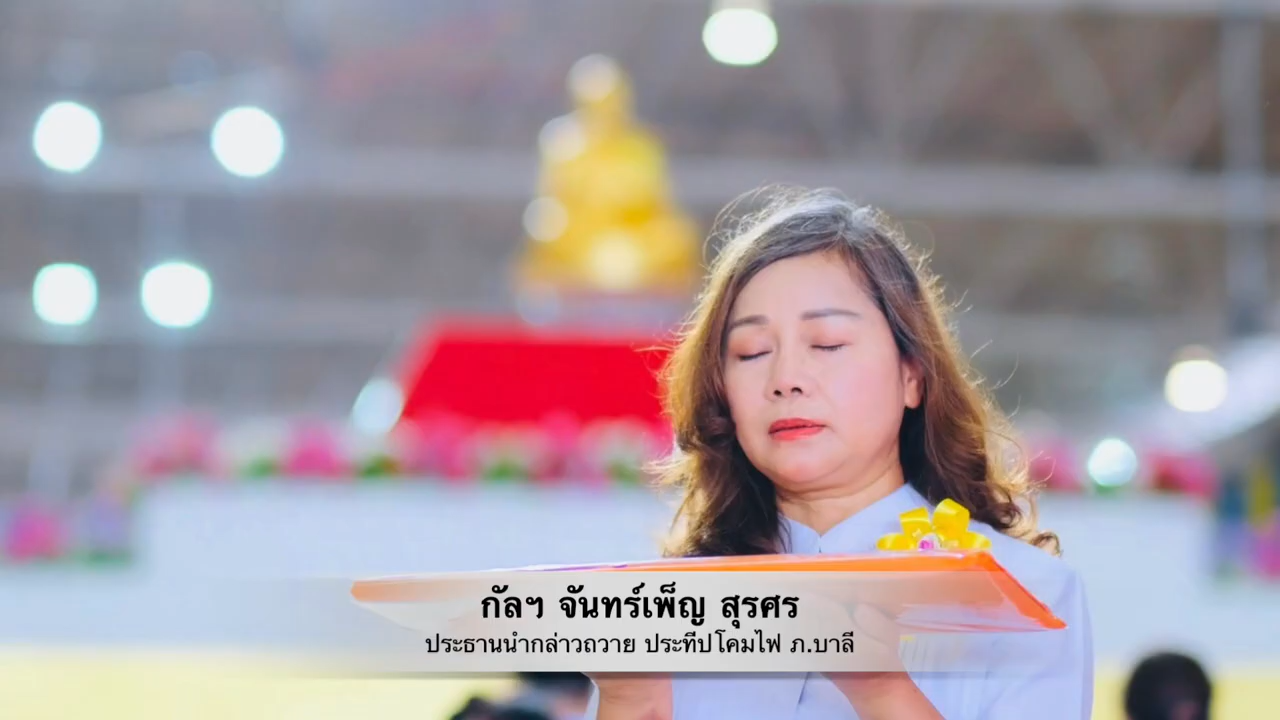 กัลฯ จันทร์เพ็ญ สุรศร
ประธานนำกล่าวถวาย ประทีปโคมไฟ ภ.บาลี